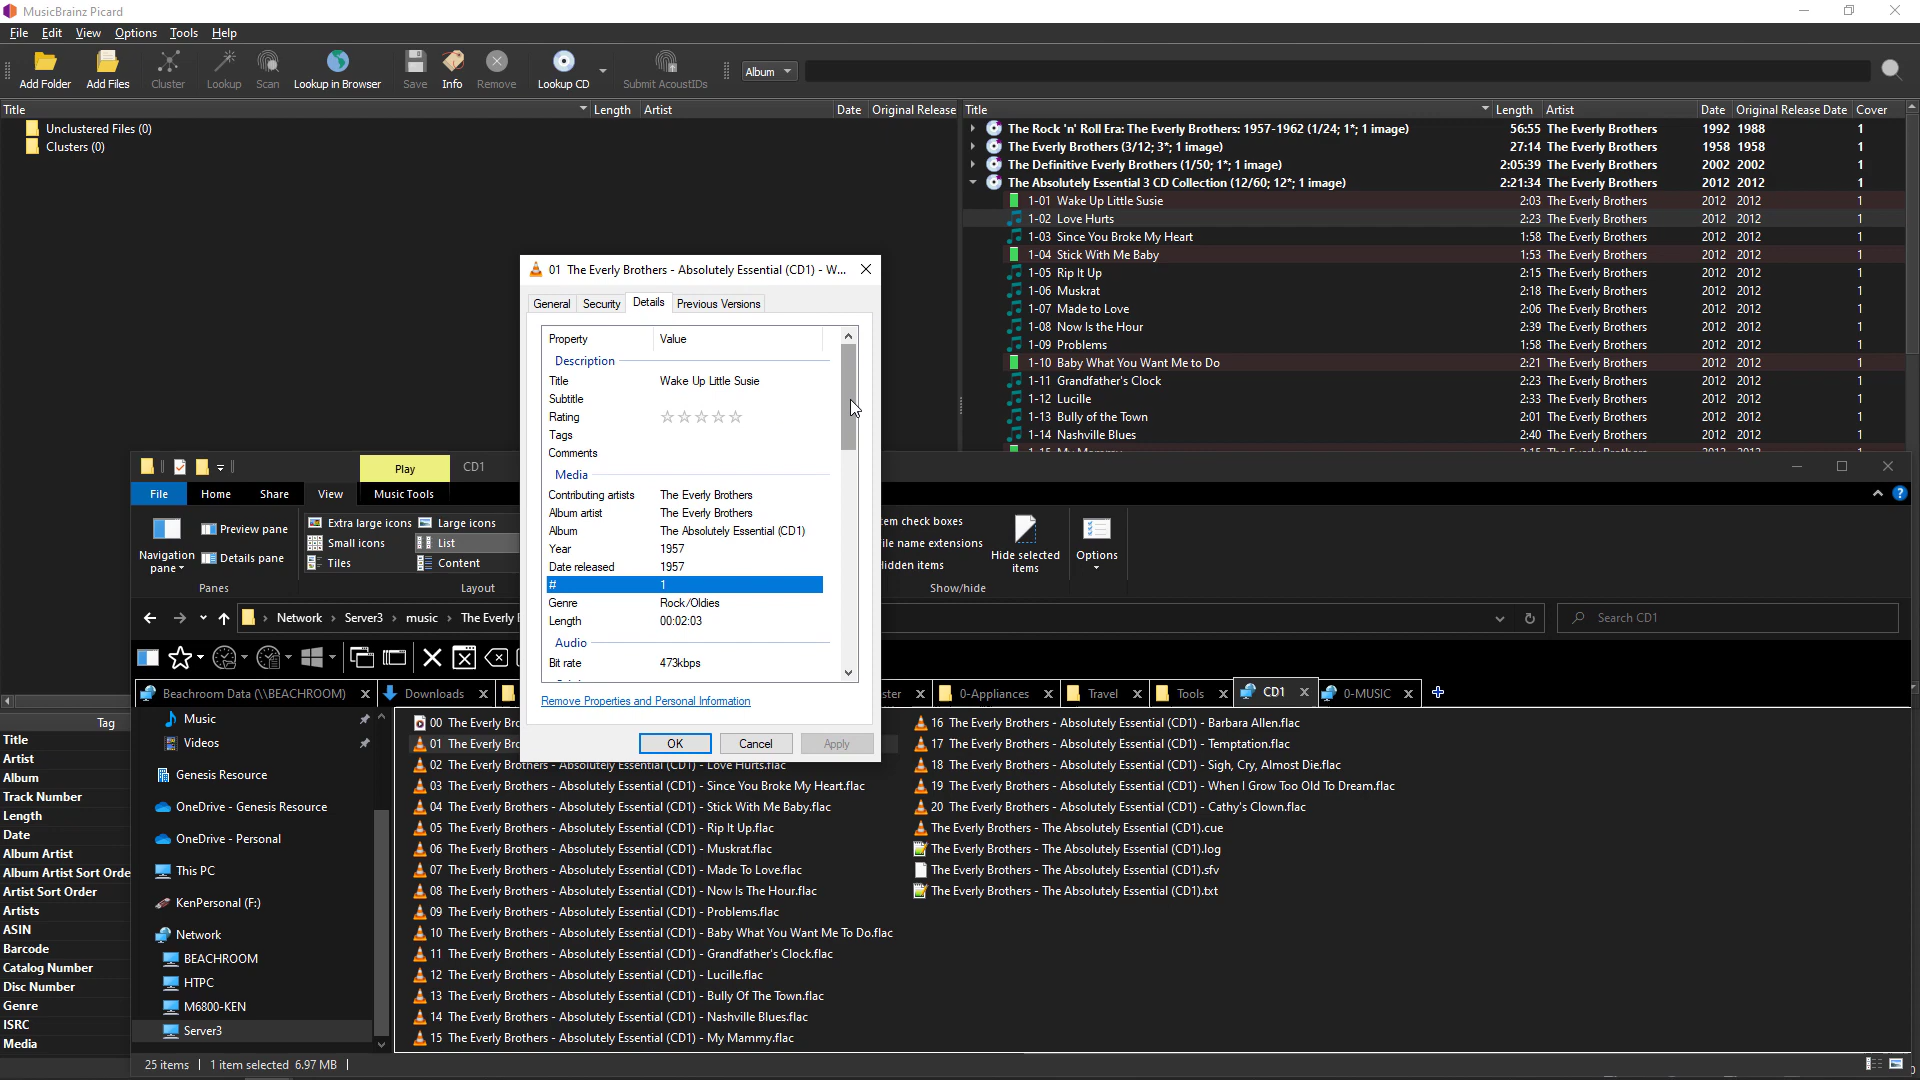 MusicBrainz Picard
File Edit View Options Tools Help
Add Folder Add Files Cluster Lookup Scan Lookup in Browser Save Info Remove Lookup CD Submit AcoustIDs Album
Title Length Artist Date Original Release
Unclustered Files (0)
Clusters (0)
Title Length Artist Date Original Release Date Cover
The Rock 'n' Roll Era: The Everly Brothers: 1957-1962 (1/24; 1*; 1 image) 56:55 The Everly Brothers 1992 1988 1
The Everly Brothers (3/12; 3*; 1 image) 27:14 The Everly Brothers 1958 1958 1
The Definitive Everly Brothers (1/50; 1*; 1 image) 2:05:39 The Everly Brothers 2002 2002 1
The Absolutely Essential 3 CD Collection (12/60; 12*; 1 image) 2:21:34 The Everly Brothers 2012 2012 1
1-01 Wake Up Little Susie 2:03 The Everly Brothers 2012 2012 1
1-02 Love Hurts 2:23 The Everly Brothers 2012 2012 1
1-03 Since You Broke My Heart 1:58 The Everly Brothers 2012 2012 1
1-04 Stick With Me Baby 1:53 The Everly Brothers 2012 2012 1
1-05 Rip It Up 2:15 The Everly Brothers 2012 2012 1
1-06 Muskrat 2:18 The Everly Brothers 2012 2012 1
1-07 Made to Love 2:06 The Everly Brothers 2012 2012 1
1-08 Now Is the Hour 2:39 The Everly Brothers 2012 2012 1
1-09 Problems 1:58 The Everly Brothers 2012 2012 1
1-10 Baby What You Want Me to Do 2:21 The Everly Brothers 2012 2012 1
1-11 Grandfather's Clock 2:23 The Everly Brothers 2012 2012 1
1-12 Lucille 2:33 The Everly Brothers 2012 2012 1
1-13 Bully of the Town 2:01 The Everly Brothers 2012 2012 1
1-14 Nashville Blues 2:40 The Everly Brothers 2012 2012 1
01 The Everly Brothers - Absolutely Essential (CD1) - W...
General Security Details Previous Versions
Property Value
Description
Title Wake Up Little Susie
Subtitle
Rating
Tags
Comments
Media
Contributing artists The Everly Brothers
Album artist The Everly Brothers
Album The Absolutely Essential (CD1)
Year 1957
Date released 1957
# 1
Genre Rock/Oldies
Length 00:02:03
Audio
Bit rate 473kbps
Remove Properties and Personal Information
OK Cancel Apply
Play CD1
File Home Share View Music Tools
Navigation pane
Preview pane
Details pane
Panes
Extra large icons Large icons
Small icons List
Tiles Content
Layout
em check boxes
ile name extensions
idden items
Hide selected items
Show/hide
Options
Network Server3 music The Everly
Search CD1
Beachroom Data (\\BEACHROOM) Downloads ster 0-Appliances Travel Tools CD1 0-MUSIC
Music
Videos
Genesis Resource
OneDrive - Genesis Resource
OneDrive - Personal
This PC
KenPersonal (F:)
Network
BEACHROOM
HTPC
M6800-KEN
Server3
00 The Everly Bro
01 The Everly Bro
02 The Everly Brothers - Absolutely Essential (CD1) - Love Hurts.flac
03 The Everly Brothers - Absolutely Essential (CD1) - Since You Broke My Heart.flac
04 The Everly Brothers - Absolutely Essential (CD1) - Stick With Me Baby.flac
05 The Everly Brothers - Absolutely Essential (CD1) - Rip It Up.flac
06 The Everly Brothers - Absolutely Essential (CD1) - Muskrat.flac
07 The Everly Brothers - Absolutely Essential (CD1) - Made To Love.flac
08 The Everly Brothers - Absolutely Essential (CD1) - Now Is The Hour.flac
09 The Everly Brothers - Absolutely Essential (CD1) - Problems.flac
10 The Everly Brothers - Absolutely Essential (CD1) - Baby What You Want Me To Do.flac
11 The Everly Brothers - Absolutely Essential (CD1) - Grandfather's Clock.flac
12 The Everly Brothers - Absolutely Essential (CD1) - Lucille.flac
13 The Everly Brothers - Absolutely Essential (CD1) - Bully Of The Town.flac
14 The Everly Brothers - Absolutely Essential (CD1) - Nashville Blues.flac
15 The Everly Brothers - Absolutely Essential (CD1) - My Mammy.flac
16 The Everly Brothers - Absolutely Essential (CD1) - Barbara Allen.flac
17 The Everly Brothers - Absolutely Essential (CD1) - Temptation.flac
18 The Everly Brothers - Absolutely Essential (CD1) - Sigh, Cry, Almost Die.flac
19 The Everly Brothers - Absolutely Essential (CD1) - When I Grow Too Old To Dream.flac
20 The Everly Brothers - Absolutely Essential (CD1) - Cathy's Clown.flac
The Everly Brothers - The Absolutely Essential (CD1).cue
The Everly Brothers - The Absolutely Essential (CD1).log
The Everly Brothers - The Absolutely Essential (CD1).sfv
The Everly Brothers - The Absolutely Essential (CD1).txt
25 items 1 item selected 6.97 MB
Tag
Title
Artist
Album
Track Number
Length
Date
Album Artist
Album Artist Sort Orde
Artist Sort Order
Artists
ASIN
Barcode
Catalog Number
Disc Number
Genre
ISRC
Media